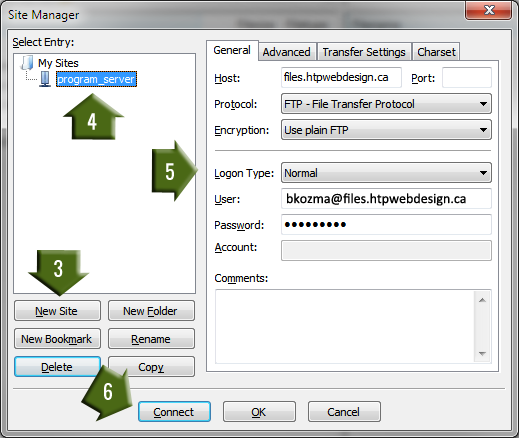 Site Manager
Select Entry:
My Sites
program_server
4
3
New Site
New Folder
New Bookmark
Rename
Delete
Copy
General
Advanced
Transfer Settings
Charset
Host:
files.htpwebdesign.ca
Port:
Protocol:
FTP - File Transfer Protocol
Encryption:
Use plain FTP
5
Logon Type:
Normal
User:
bkozma@files.htpwebdesign.ca
Password:
•••••••••
Account:
Comments:
6
Connect
OK
Cancel